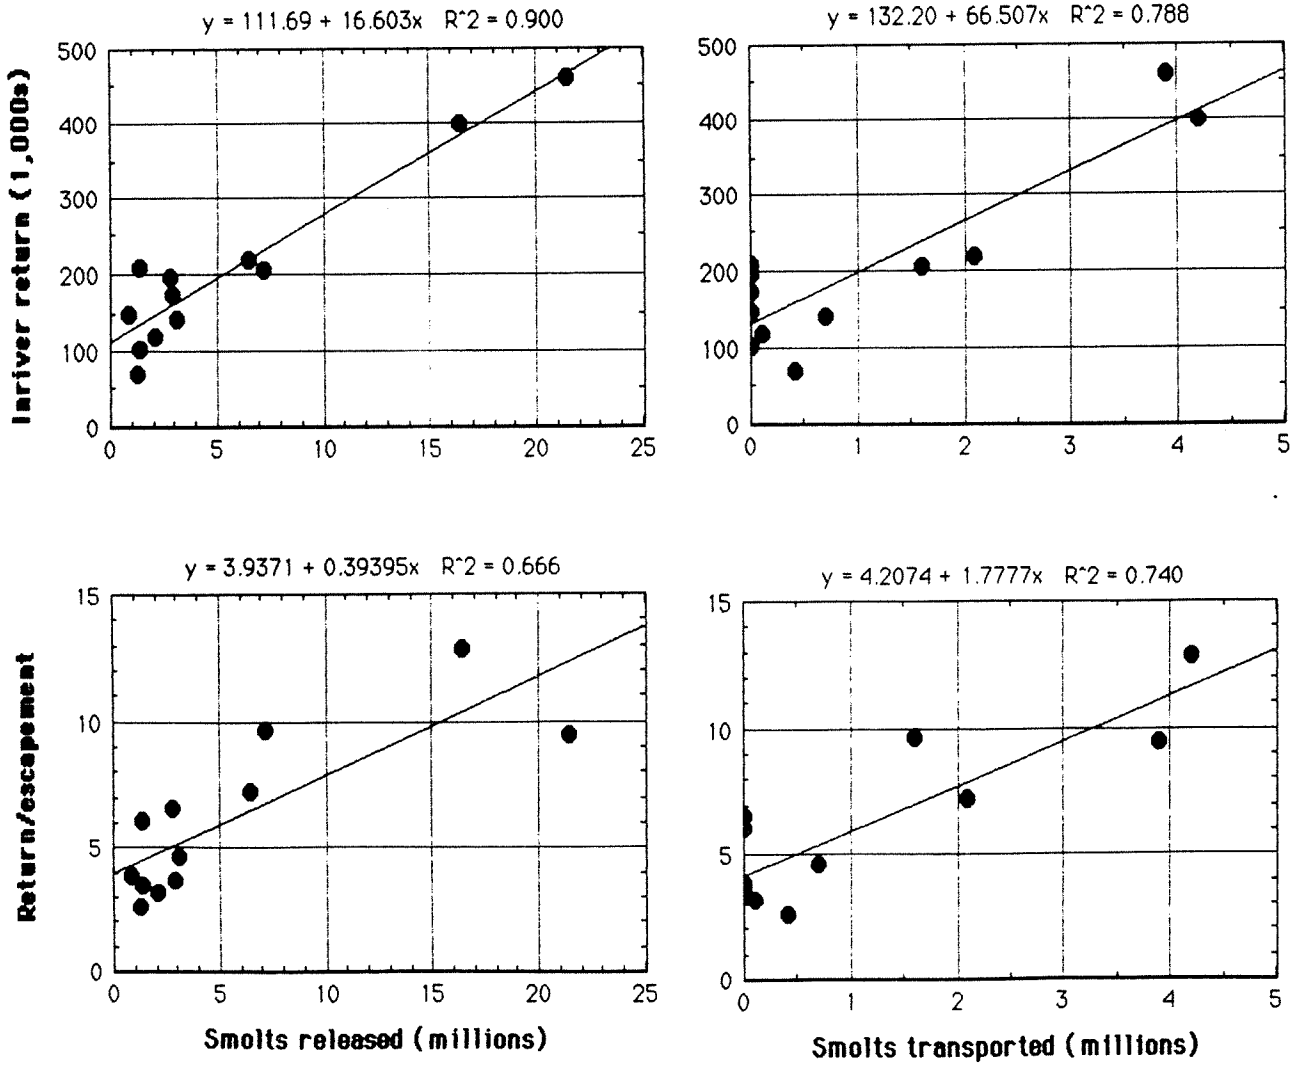 y = 111.69 + 16.603x R^2 = 0.900
y = 132.20 + 66.507x R^2 = 0.788
Inriver return (1,000s)
500
400
300
200
100
0
0 5 10 15 20 25
500
400
300
200
100
0
0 1 2 3 4 5
y = 3.9371 + 0.39395x R^2 = 0.666
y = 4.2074 + 1.7777x R^2 = 0.740
Return/escapement
15
10
5
0
0 5 10 15 20 25
Smolts released (millions)
15
10
5
0
0 1 2 3 4 5
Smolts transported (millions)